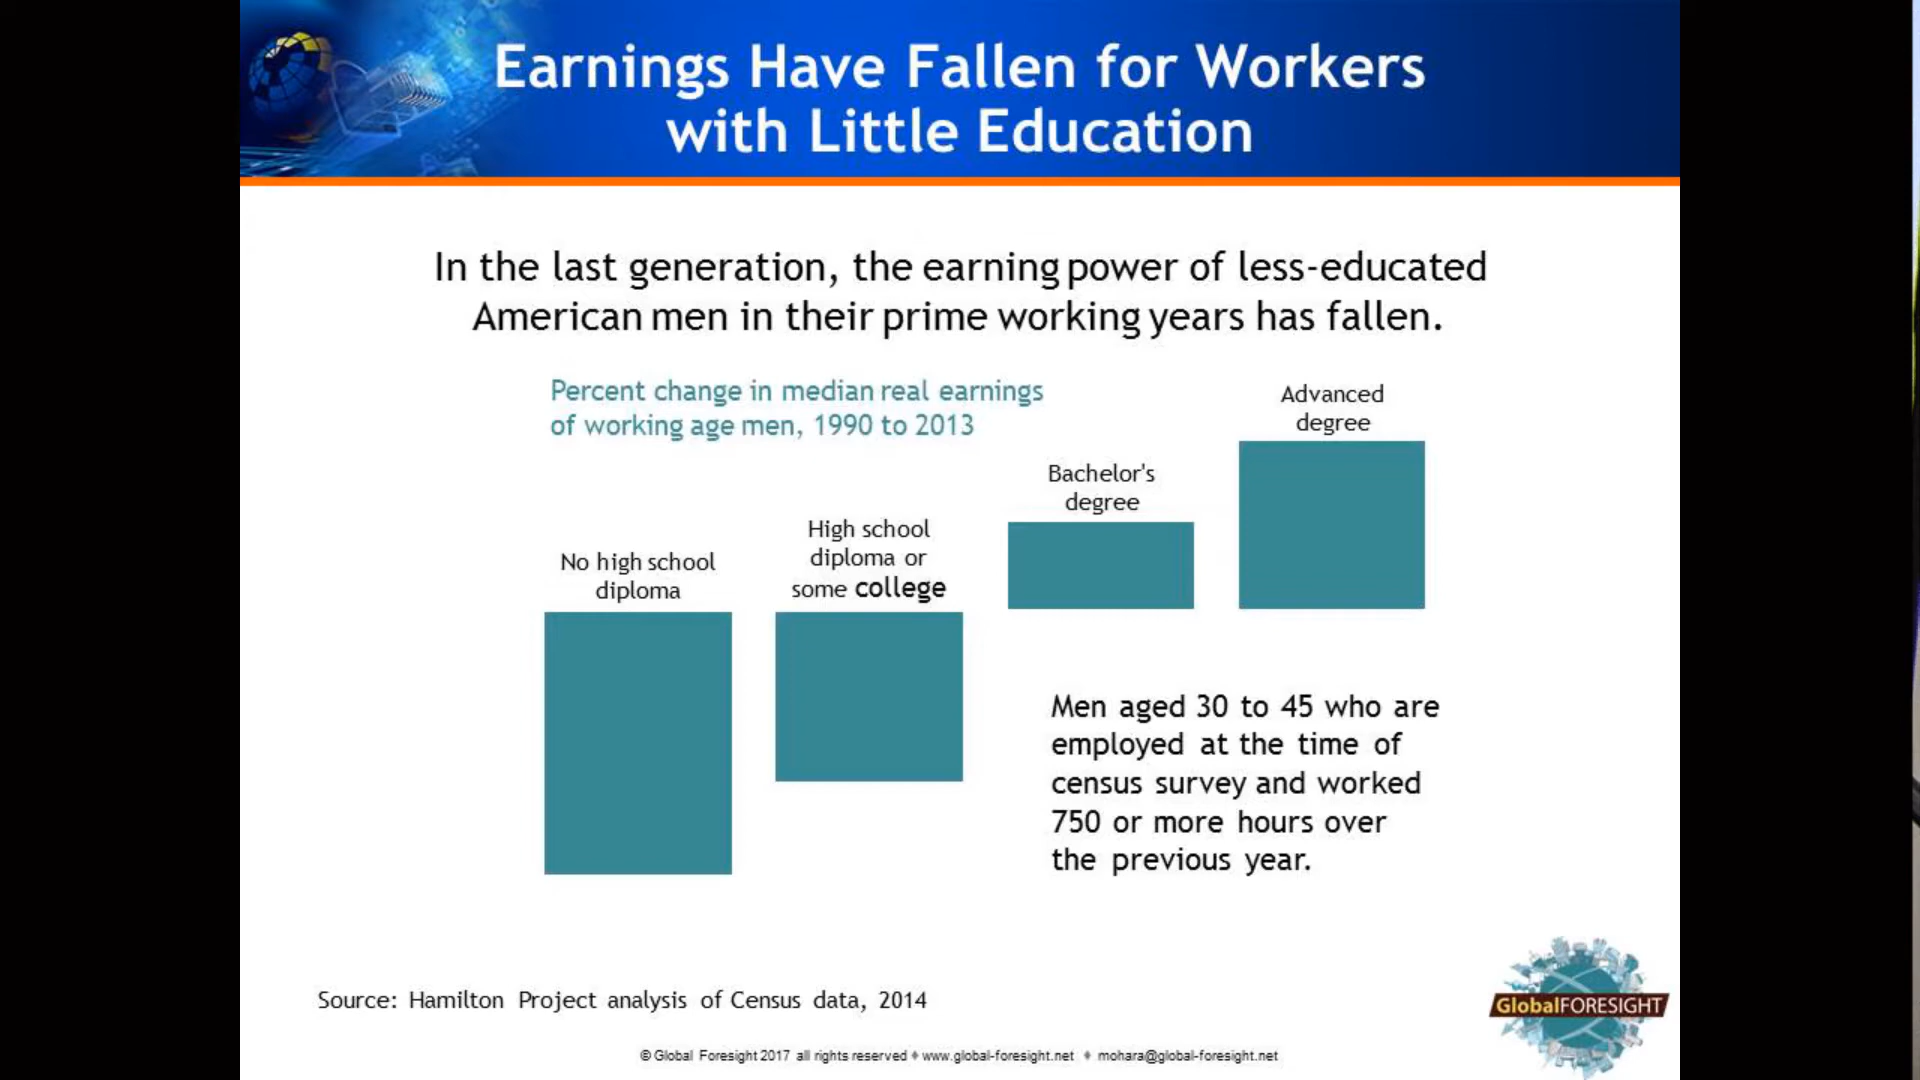 Earnings Have Fallen for Workers
with Little Education
In the last generation, the earning power of less-educated
American men in their prime working years has fallen.
Percent change in median real earnings
of working age men, 1990 to 2013
No high school
diploma
High school
diploma or
some college
Bachelor's
degree
Advanced
degree
Men aged 30 to 45 who are
employed at the time of
census survey and worked
750 or more hours over
the previous year.
Source: Hamilton Project analysis of Census data, 2014
GlobalFORESIGHT
© Global Foresight 2017 all rights reserved ♦ www.global-foresight.net ♦ mohara@global-foresight.net